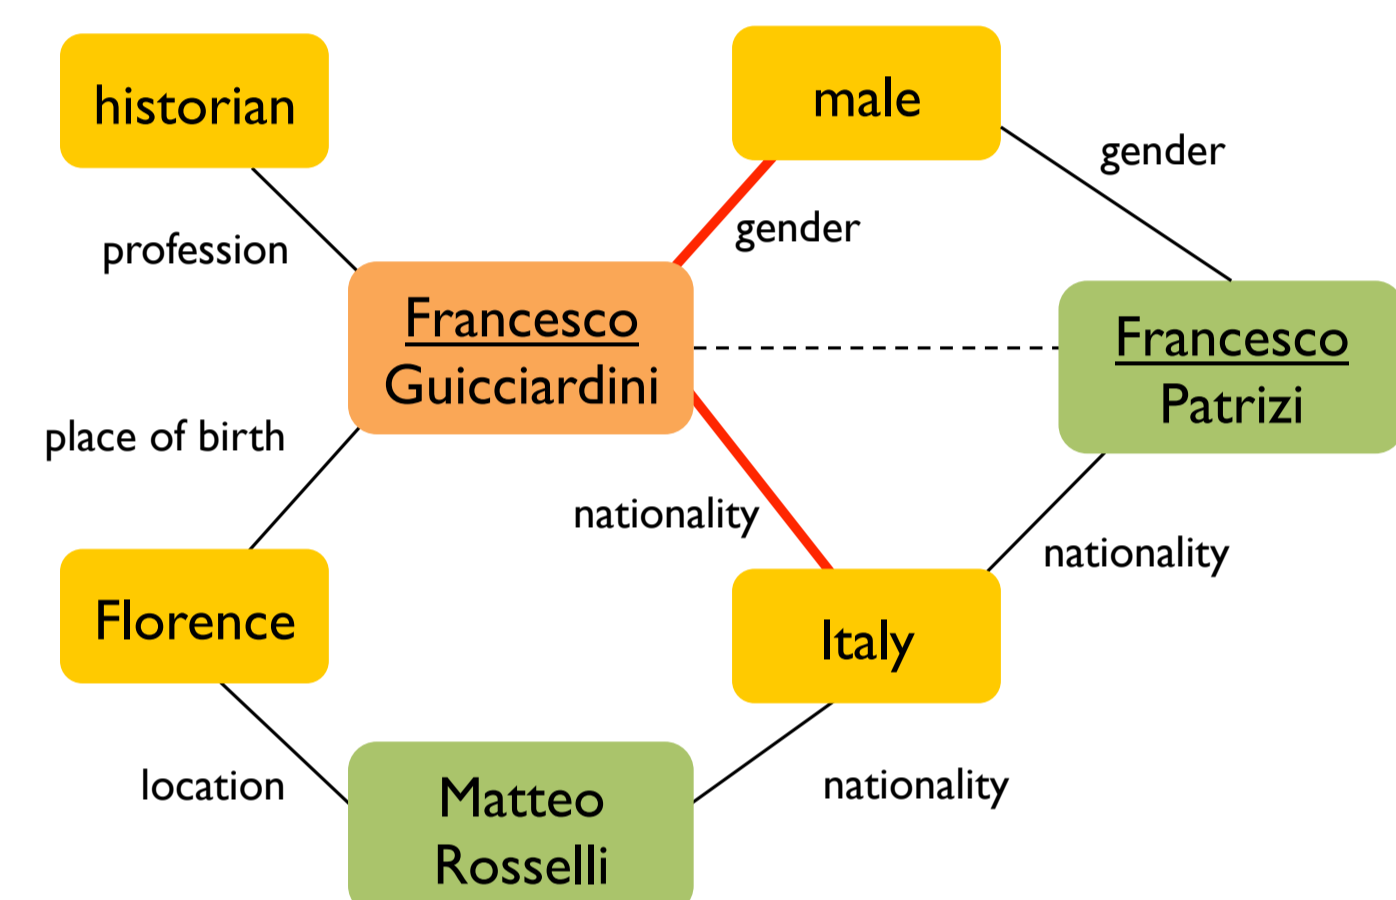 historian
male
gender
profession
gender
Francesco
Guicciardini
Francesco
Patrizi
place of birth
nationality
nationality
Florence
Italy
location
nationality
Matteo
Rosselli